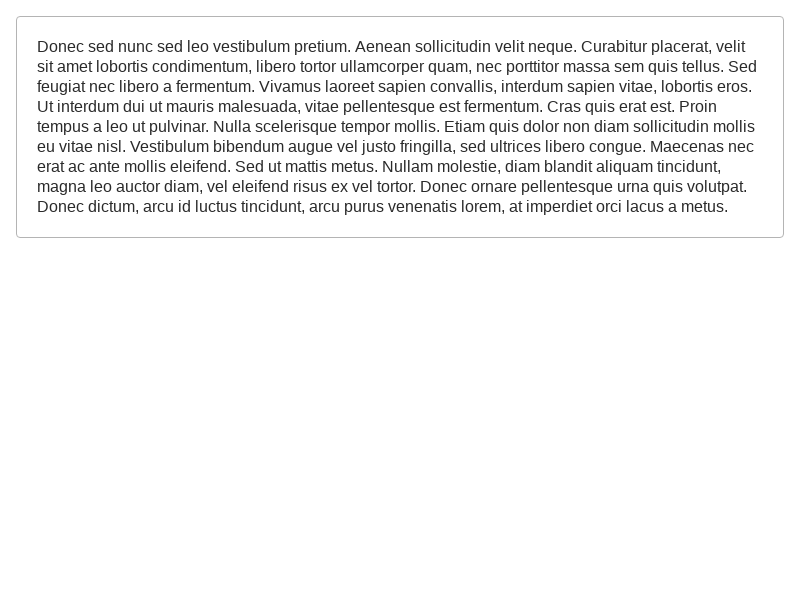 Donec sed nunc sed leo vestibulum pretium. Aenean sollicitudin velit neque. Curabitur placerat, velit
sit amet lobortis condimentum, libero tortor ullamcorper quam, nec porttitor massa sem quis tellus. Sed
feugiat nec libero a fermentum. Vivamus laoreet sapien convallis, interdum sapien vitae, lobortis eros.
Ut interdum dui ut mauris malesuada, vitae pellentesque est fermentum. Cras quis erat est. Proin
tempus a leo ut pulvinar. Nulla scelerisque tempor mollis. Etiam quis dolor non diam sollicitudin mollis
eu vitae nisl. Vestibulum bibendum augue vel justo fringilla, sed ultrices libero congue. Maecenas nec
erat ac ante mollis eleifend. Sed ut mattis metus. Nullam molestie, diam blandit aliquam tincidunt,
magna leo auctor diam, vel eleifend risus ex vel tortor. Donec ornare pellentesque urna quis volutpat.
Donec dictum, arcu id luctus tincidunt, arcu purus venenatis lorem, at imperdiet orci lacus a metus.